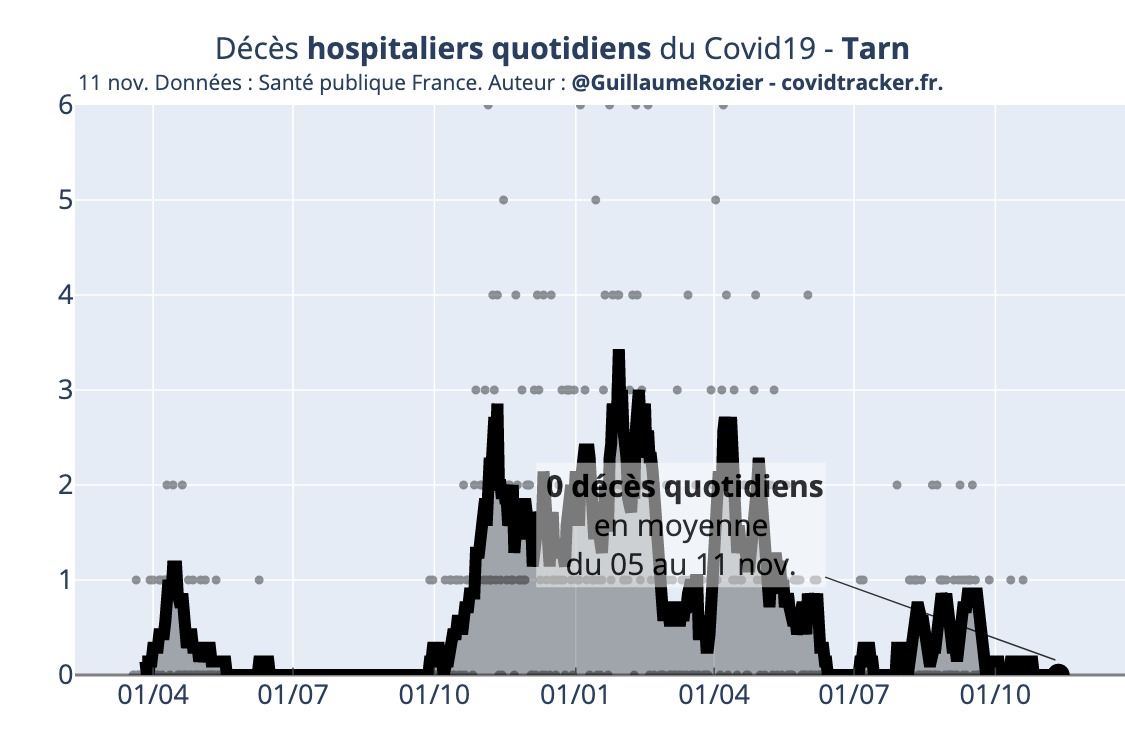 Décès hospitaliers quotidiens du Covid19 - Tarn
11 nov. Données : Santé publique France. Auteur : @GuillaumeRozier - covidtracker.fr.
6
5
4
3
2
1
0
0 décès quotidiens
en moyenne
du 05 au 11 nov.
01/04 01/07 01/10 01/01 01/04 01/07 01/10